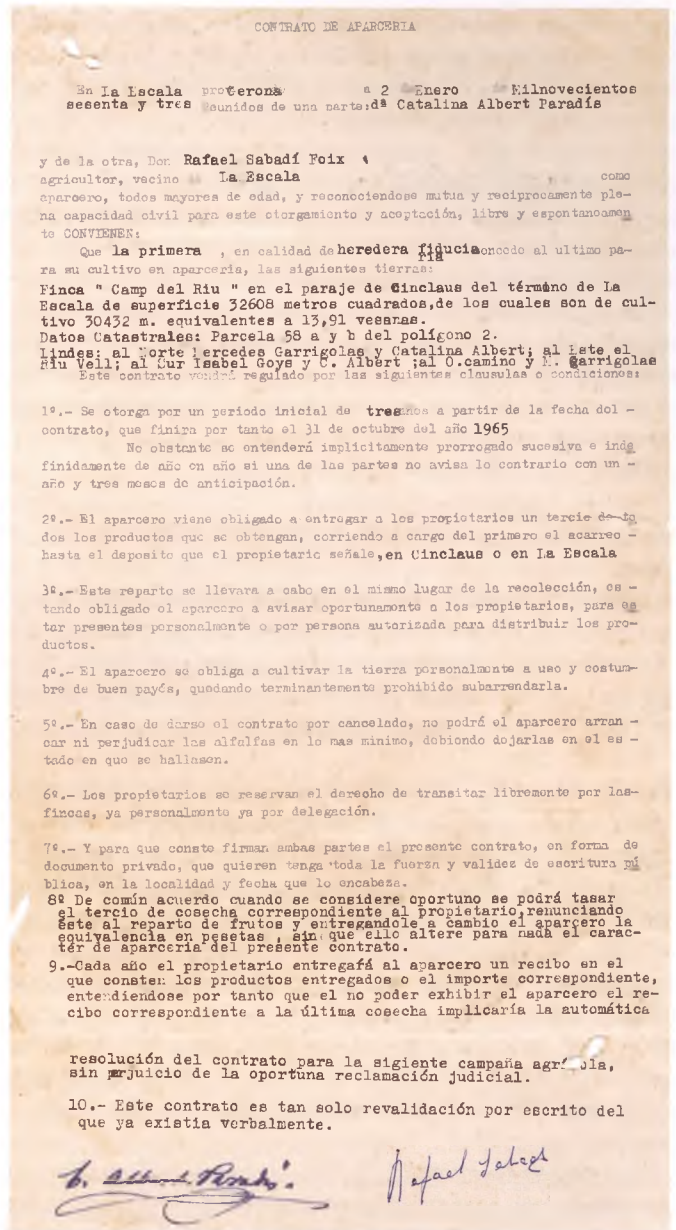 CONTRATO DE APARCERIA
En La Escala proGerona a 2 Enero Milnovecientos
sesenta y tres eunidos de una parte:dª Catalina Albert Paradís
y de la otra, Don Rafael Sabadí Foix
agricultor, vecino La Escala , como
aparcero, todos mayores de edad, y reconociendose mutua y reciprocamente ple-
na capacidad civil para este otorgamiento y aceptación, libre y espontaneamen
te CONVIENEN:
Que la primera , en calidad de heredera fiducia concedo al ultimo pa-
ra su cultivo en aparceria, las siguientes tierras:
Finca " Camp del Riu " en el paraje de Cinclaus del término de La
Escala de superficie 32608 metros cuadrados,de los cuales son de cul-
tivo 30432 m. equivalentes a 13,91 vesanas.
Datos Catastrales: Parcela 58 a y b del polígono 2.
Lindes: al Norte Mercedes Garrigolas y Catalina Albert; al Este el
Riu Vell; al Sur Isabel Goys y C. Albert ;al O.camino y M. Garrigolas
Este contrato vendrá regulado por las siguientes clausulas o condiciones:
1º.- Se otorga por un periodo inicial de tres años a partir de la fecha del -
contrato, que finira por tanto el 31 de octubre del año 1965
No obstante se entenderá implicitamente prorrogado sucesiva e inde
finidamente de año en año si una de las partes no avisa lo contrario con un -
año y tres meses de anticipación.
2º.- El aparcero viene obligado a entregar a los propietarios un tercio de to
dos los productos que se obtengan, corriendo a cargo del primero el acarreo -
hasta el deposito que el propietario señale, en Cinclaus o en La Escala
3º.- Este reparto se llevara a cabo en el mismo lugar de la recolección, es -
tando obligado el aparcero a avisar oportunamente a los propietarios, para es
tar presentes personalmente o por persona autorizada para distribuir los pro-
ductos.
4º.- El aparcero se obliga a cultivar la tierra personalmente a uso y costum-
bre de buen payés, quedando terminantemente prohibido subarrendarla.
5º.- En caso de darse el contrato por cancelado, no podrá el aparcero arran -
car ni perjudicar las alfalfas en lo mas minimo, debiendo dejarlas en el es -
tado en que se hallasen.
6º.- Los propietarios se reservan el derecho de transitar libremente por las-
fincas, ya personalmente ya por delegación.
7º.- Y para que conste firman ambas partes el presente contrato, en forma de
documento privado, que quieren tenga toda la fuerza y validez de escritura pú
blica, en la localidad y fecha que lo encabeza.
8º De común acuerdo cuando se considere oportuno se podrá tasar
el tercio de cosecha correspondiente al propietario,renunciando
éste al reparto de frutos y entregandole a cambio el aparcero la
equivalencia en pesetas , sin que ello altere para nada el carac-
tér de aparceria del presente contrato.
9.-Cada año el propietario entregafá al aparcero un recibo en el
que consten los productos entregados o el importe correspondiente,
entendiendose por tanto que el no poder exhibir el aparcero el re-
cibo correspondiente a la última cosecha implicaría la automática
resolución del contrato para la sigiente campaña agrícola,
sin perjuicio de la oportuna reclamación judicial.
10.- Este contrato es tan solo revalidación por escrito del
que ya existia verbalmente.
C. Albert Paradís. Rafael Sabadí